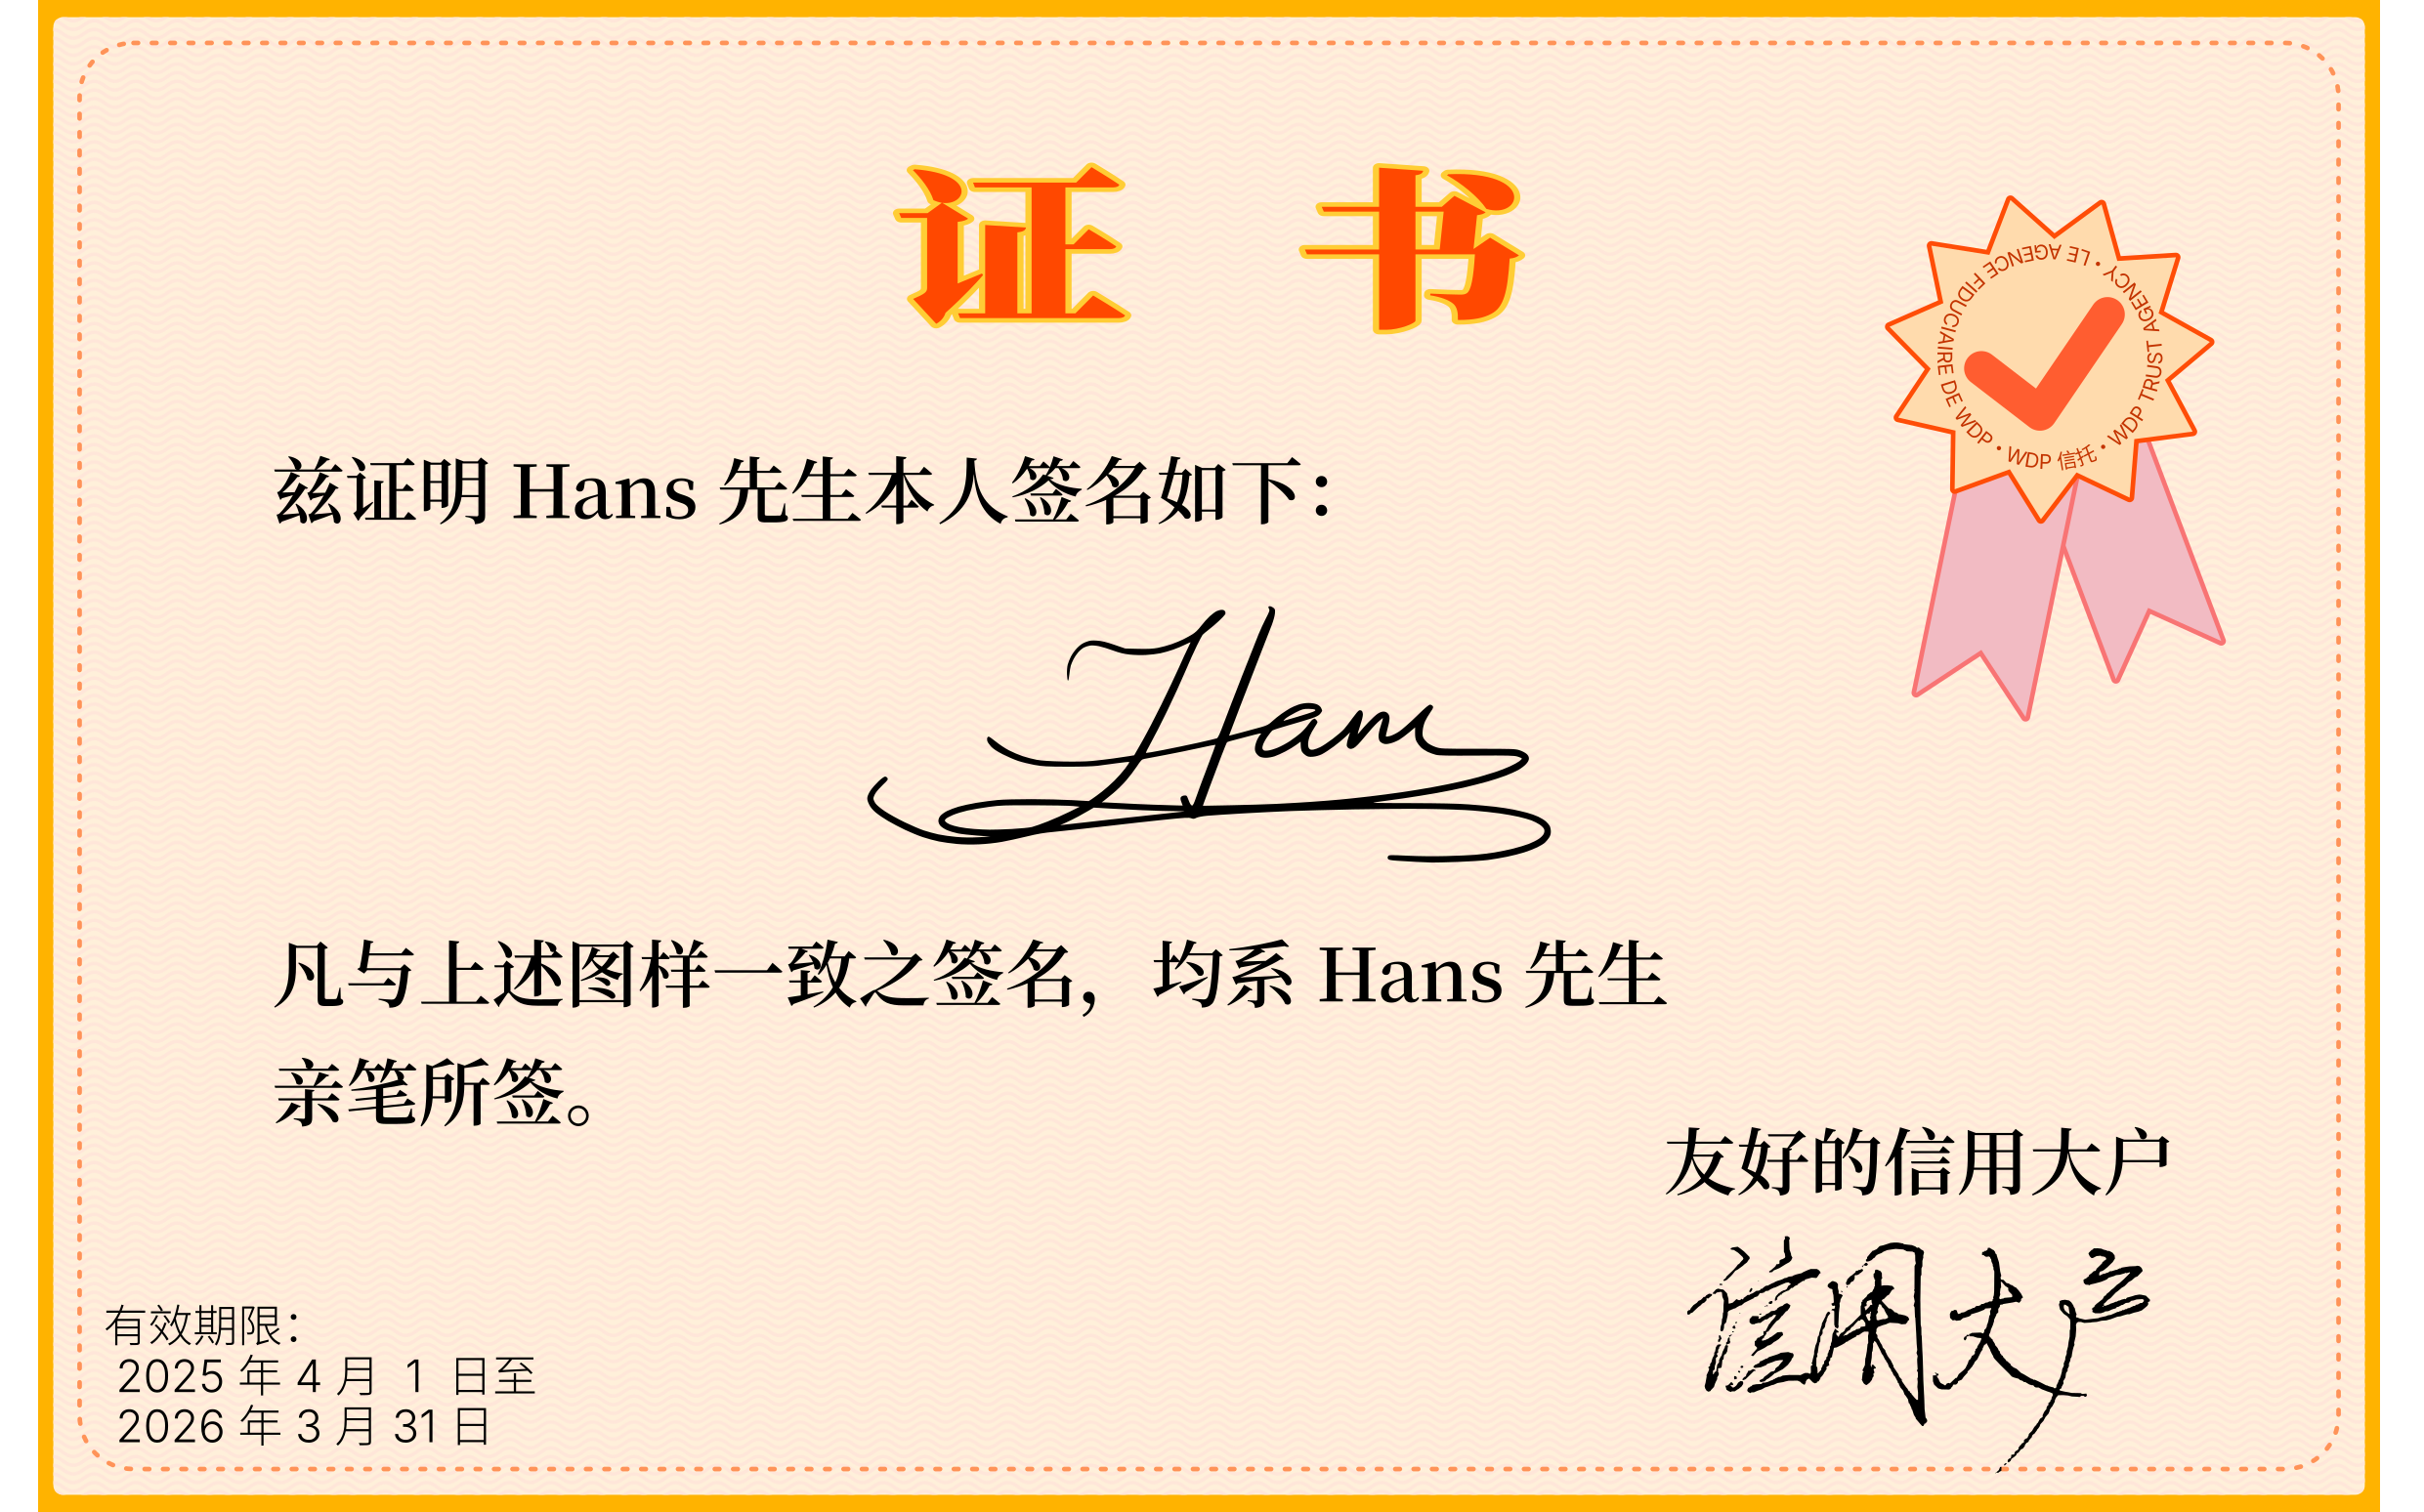 证 书
LE AGENCE FIDUCIAIRE DE WDP • WDP 信托 • WDP TRUST AGENCY •
兹证明 Hans 先生本人签名如下：
Hans
凡与上述图样一致之签名， 均系 Hans 先生
亲笔所签。
友好的信用大户
信用大户
有效期限：
2025 年 4 月 1 日至
2026 年 3 月 31 日